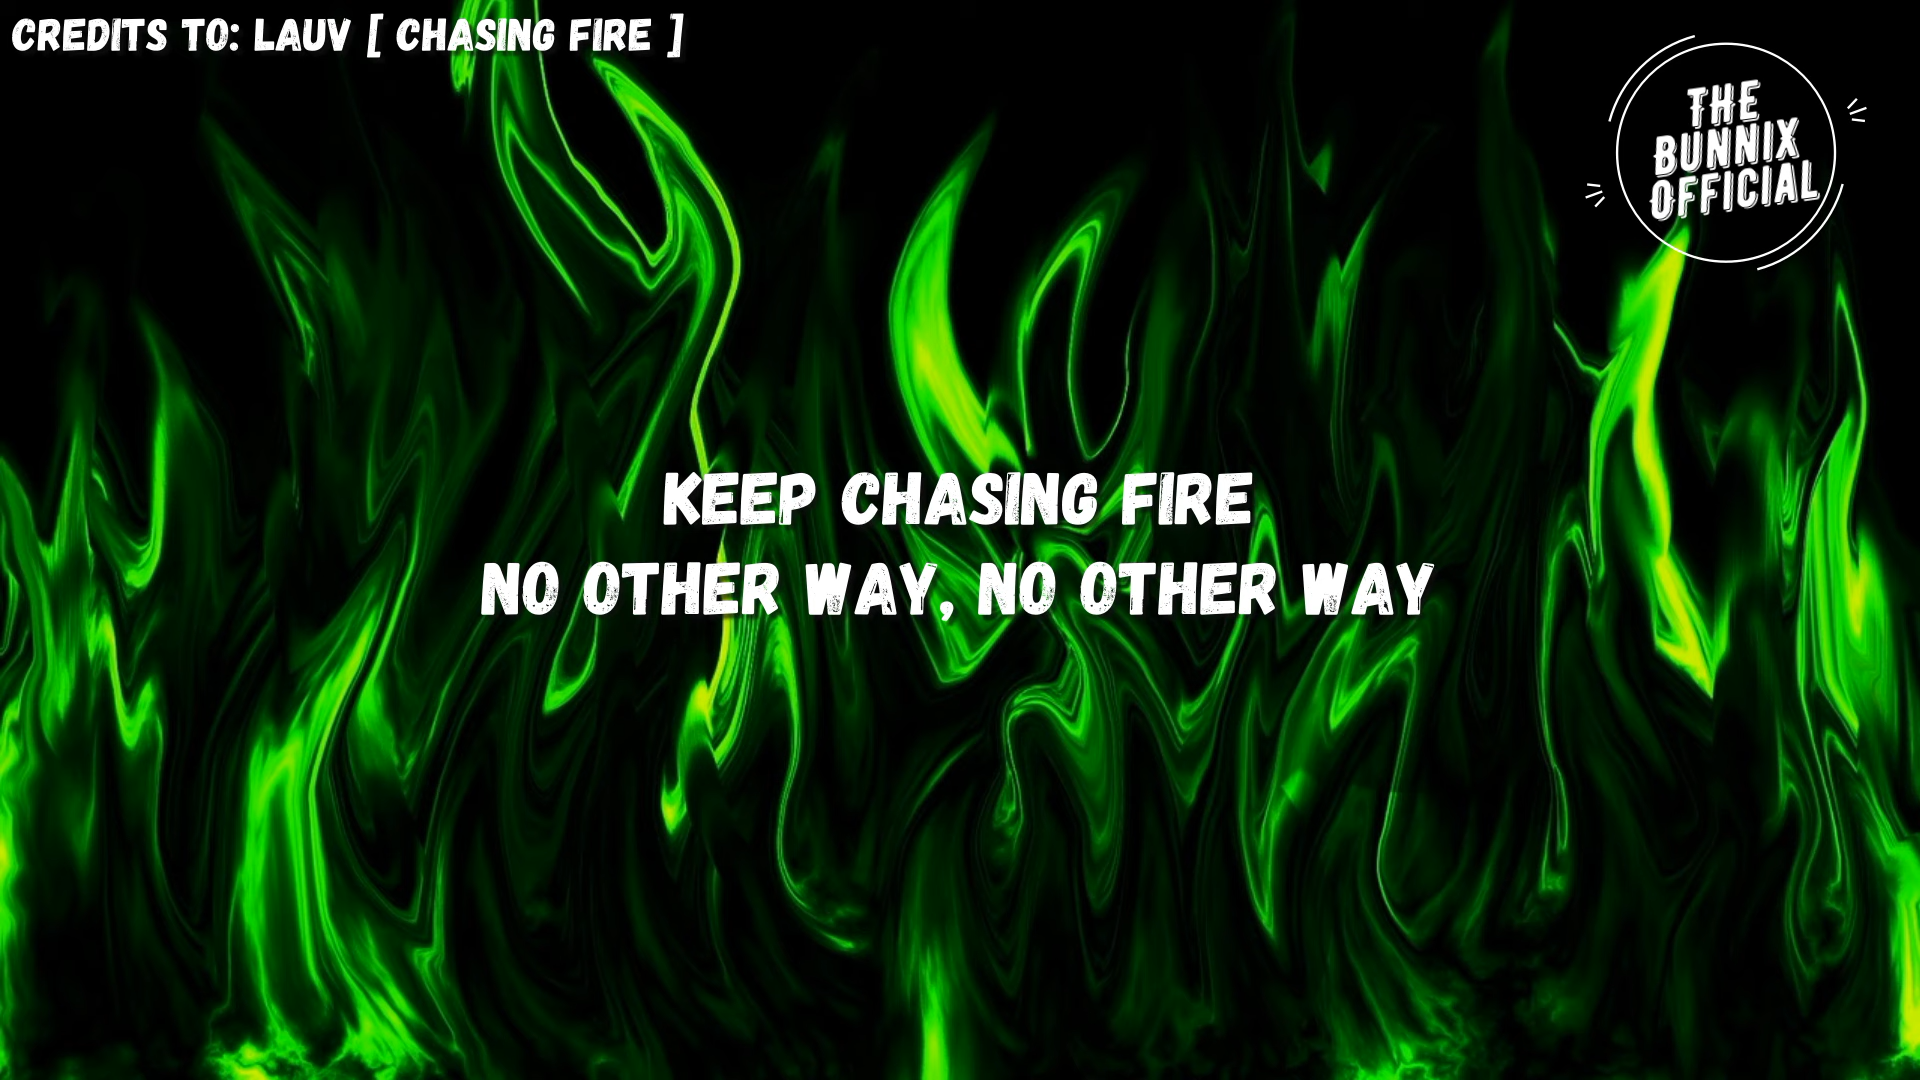 CREDITS TO: LAUV [ CHASING FIRE ]
THE
BUNNIX
OFFICIAL
KEEP CHASING FIRE
NO OTHER WAY, NO OTHER WAY